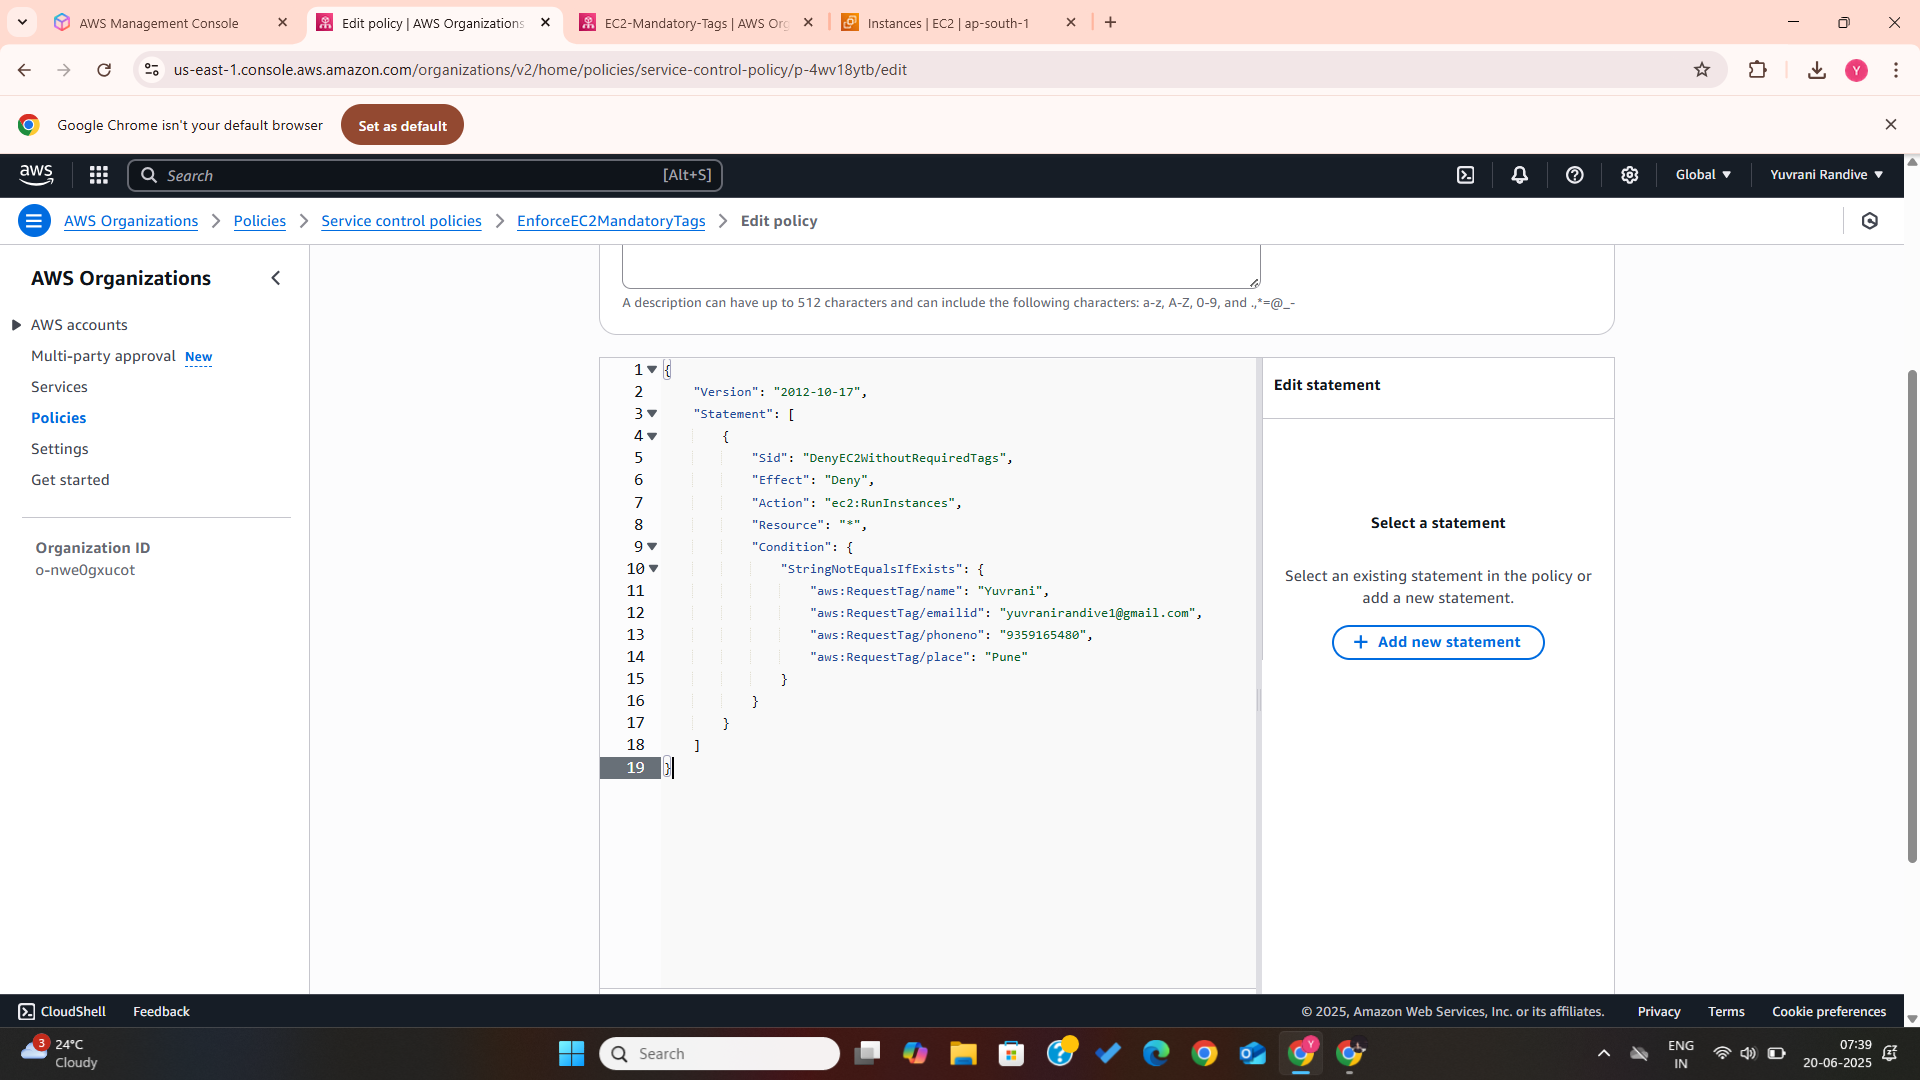 AWS Management Console
Edit policy | AWS Organizations
EC2-Mandatory-Tags | AWS Org
Instances | EC2 | ap-south-1
us-east-1.console.aws.amazon.com/organizations/v2/home/policies/service-control-policy/p-4wv18ytb/edit
Y
Google Chrome isn't your default browser
Set as default
aws
Search
[Alt+S]
Global
Yuvrani Randive
AWS Organizations
Policies
Service control policies
EnforceEC2MandatoryTags
Edit policy
AWS Organizations
AWS accounts
Multi-party approval New
Services
Policies
Settings
Get started
Organization ID
o-nwe0gxucot
A description can have up to 512 characters and can include the following characters: a-z, A-Z, 0-9, and .,*=@_-
1 {
2 "Version": "2012-10-17",
3 "Statement": [
4 {
5 "Sid": "DenyEC2WithoutRequiredTags",
6 "Effect": "Deny",
7 "Action": "ec2:RunInstances",
8 "Resource": "*",
9 "Condition": {
10 "StringNotEqualsIfExists": {
11 "aws:RequestTag/name": "Yuvrani",
12 "aws:RequestTag/emailid": "yuvranirandive1@gmail.com",
13 "aws:RequestTag/phoneno": "9359165480",
14 "aws:RequestTag/place": "Pune"
15 }
16 }
17 }
18 ]
19 }
Edit statement
Select a statement
Select an existing statement in the policy or
add a new statement.
+ Add new statement
CloudShell
Feedback
© 2025, Amazon Web Services, Inc. or its affiliates.
Privacy
Terms
Cookie preferences
3
24°C
Cloudy
Search
Y
ENG
IN
07:39
20-06-2025